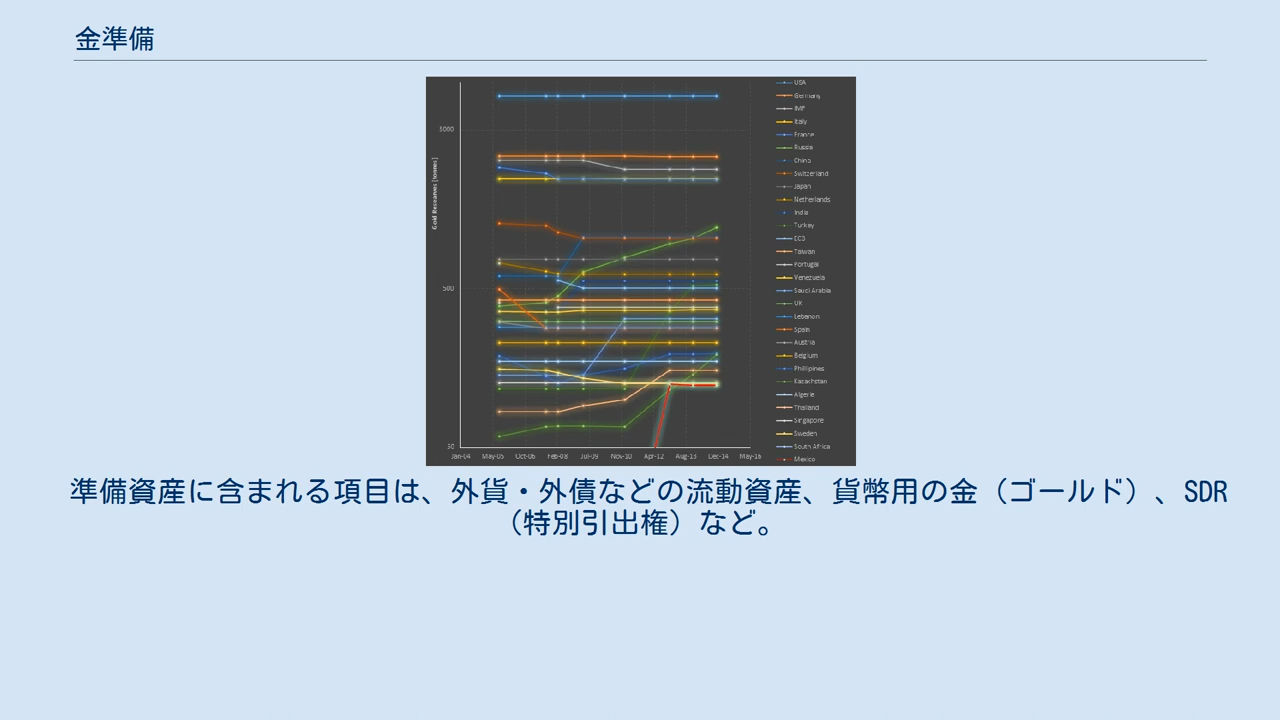 金準備
Gold Reserves [tonnes]
5000
500
50
Jan-04 May-05 Oct-06 Feb-08 Jul-09 Nov-10 Apr-12 Aug-13 Dec-14 May-16
USA
Germany
IMF
Italy
France
Russia
China
Switzerland
Japan
Netherlands
India
Turkey
ECB
Taiwan
Portugal
Venezuela
Saudi Arabia
UK
Lebanon
Spain
Austria
Belgium
Phillipines
Kazakhstan
Algerie
Thailand
Singapore
Sweden
South Africa
Mexico
準備資産に含まれる項目は、外貨・外債などの流動資産、貨幣用の金（ゴールド）、SDR
（特別引出権）など。